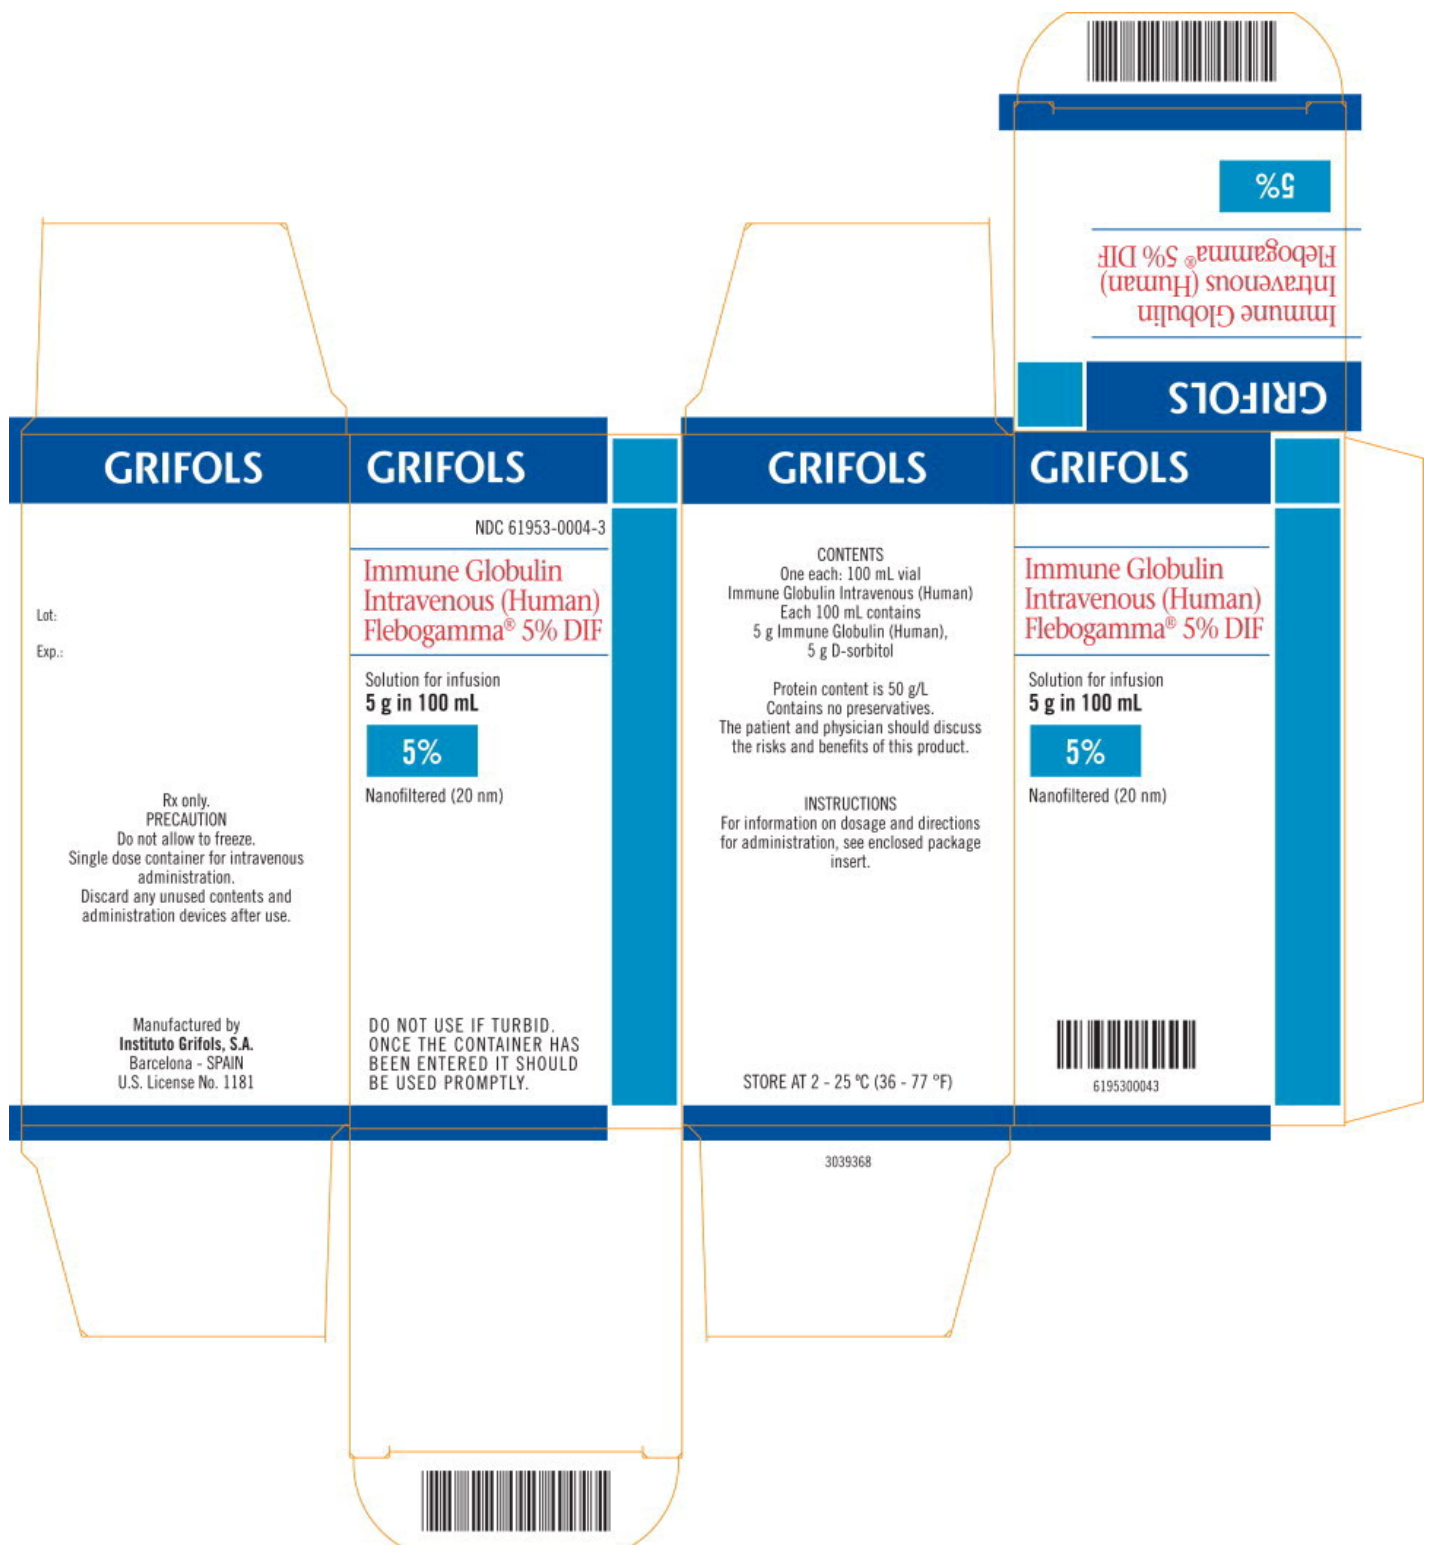 5%
Immune Globulin
Intravenous (Human)
Flebogamma® 5% DIF
GRIFOLS
GRIFOLS
Lot:
Exp.:
Rx only.
PRECAUTION
Do not allow to freeze.
Single dose container for intravenous
administration.
Discard any unused contents and
administration devices after use.
Manufactured by
Instituto Grifols, S.A.
Barcelona - SPAIN
U.S. License No. 1181
GRIFOLS
NDC 61953-0004-3
Immune Globulin
Intravenous (Human)
Flebogamma® 5% DIF
Solution for infusion
5 g in 100 mL
5%
Nanofiltered (20 nm)
DO NOT USE IF TURBID.
ONCE THE CONTAINER HAS
BEEN ENTERED IT SHOULD
BE USED PROMPTLY.
GRIFOLS
CONTENTS
One each: 100 mL vial
Immune Globulin Intravenous (Human)
Each 100 mL contains
5 g Immune Globulin (Human),
5 g D-sorbitol
Protein content is 50 g/L
Contains no preservatives.
The patient and physician should discuss
the risks and benefits of this product.
INSTRUCTIONS
For information on dosage and directions
for administration, see enclosed package
insert.
STORE AT 2 - 25 ºC (36 - 77 ºF)
3039368
GRIFOLS
Immune Globulin
Intravenous (Human)
Flebogamma® 5% DIF
Solution for infusion
5 g in 100 mL
5%
Nanofiltered (20 nm)
6195300043